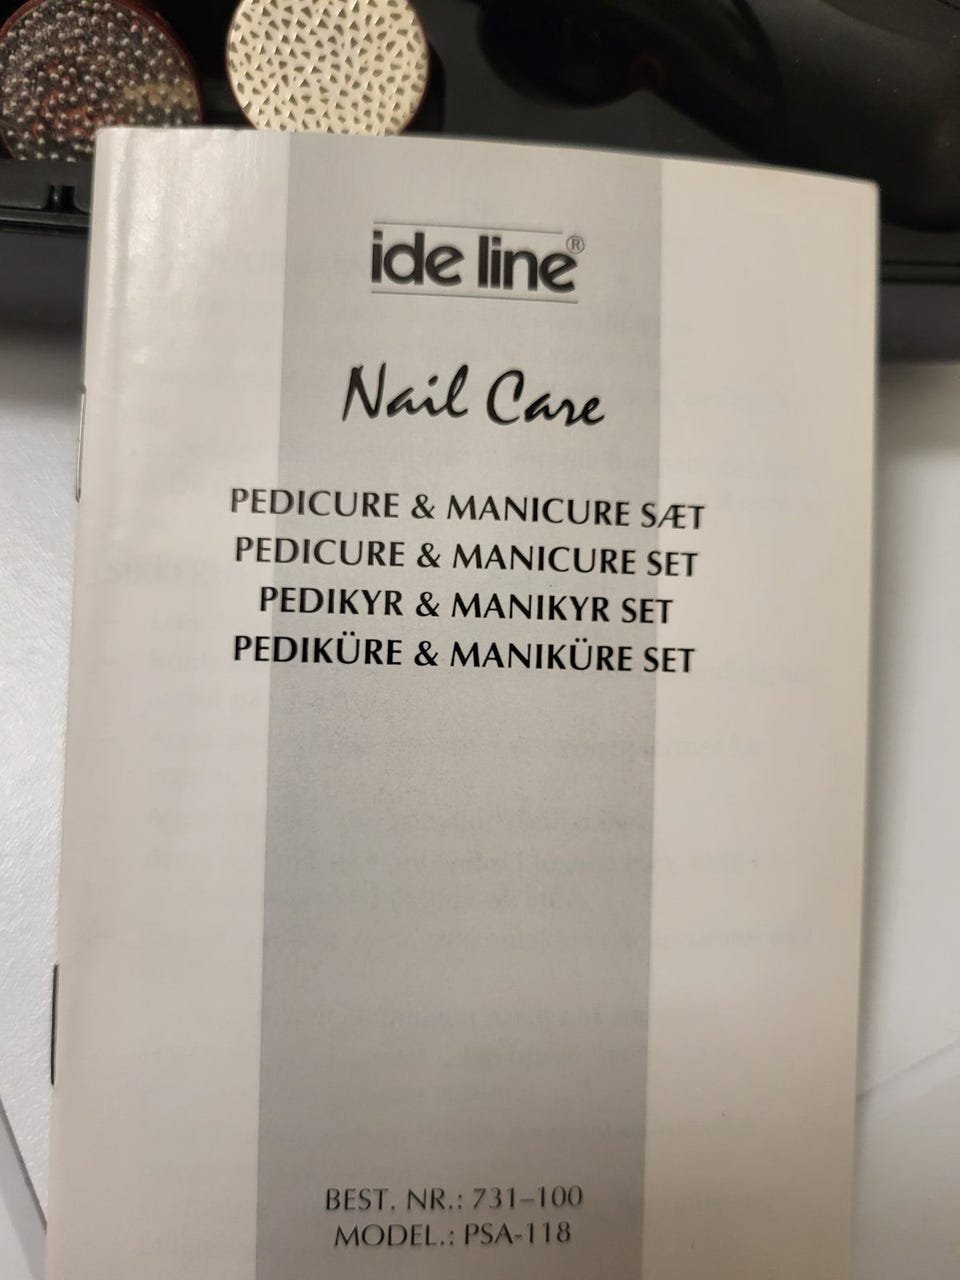 ide line®
Nail Care
PEDICURE & MANICURE SÆT
PEDICURE & MANICURE SET
PEDIKYR & MANIKYR SET
PEDIKÜRE & MANIKÜRE SET
BEST. NR.: 731–100
MODEL.: PSA-118